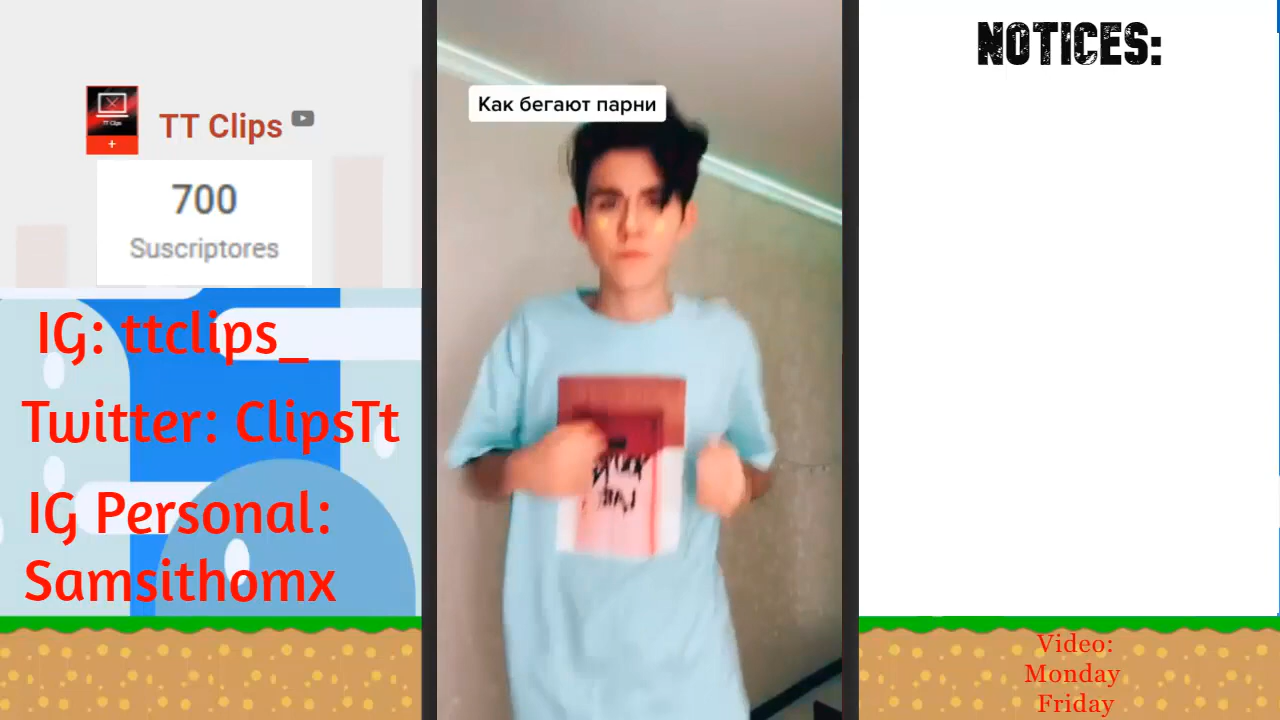 TT Clips
700
Suscriptores
IG: ttclips_
Twitter: ClipsTt
IG Personal:
Samsithomx
Как бегают парни
NOTICES:
Video:
Monday
Friday